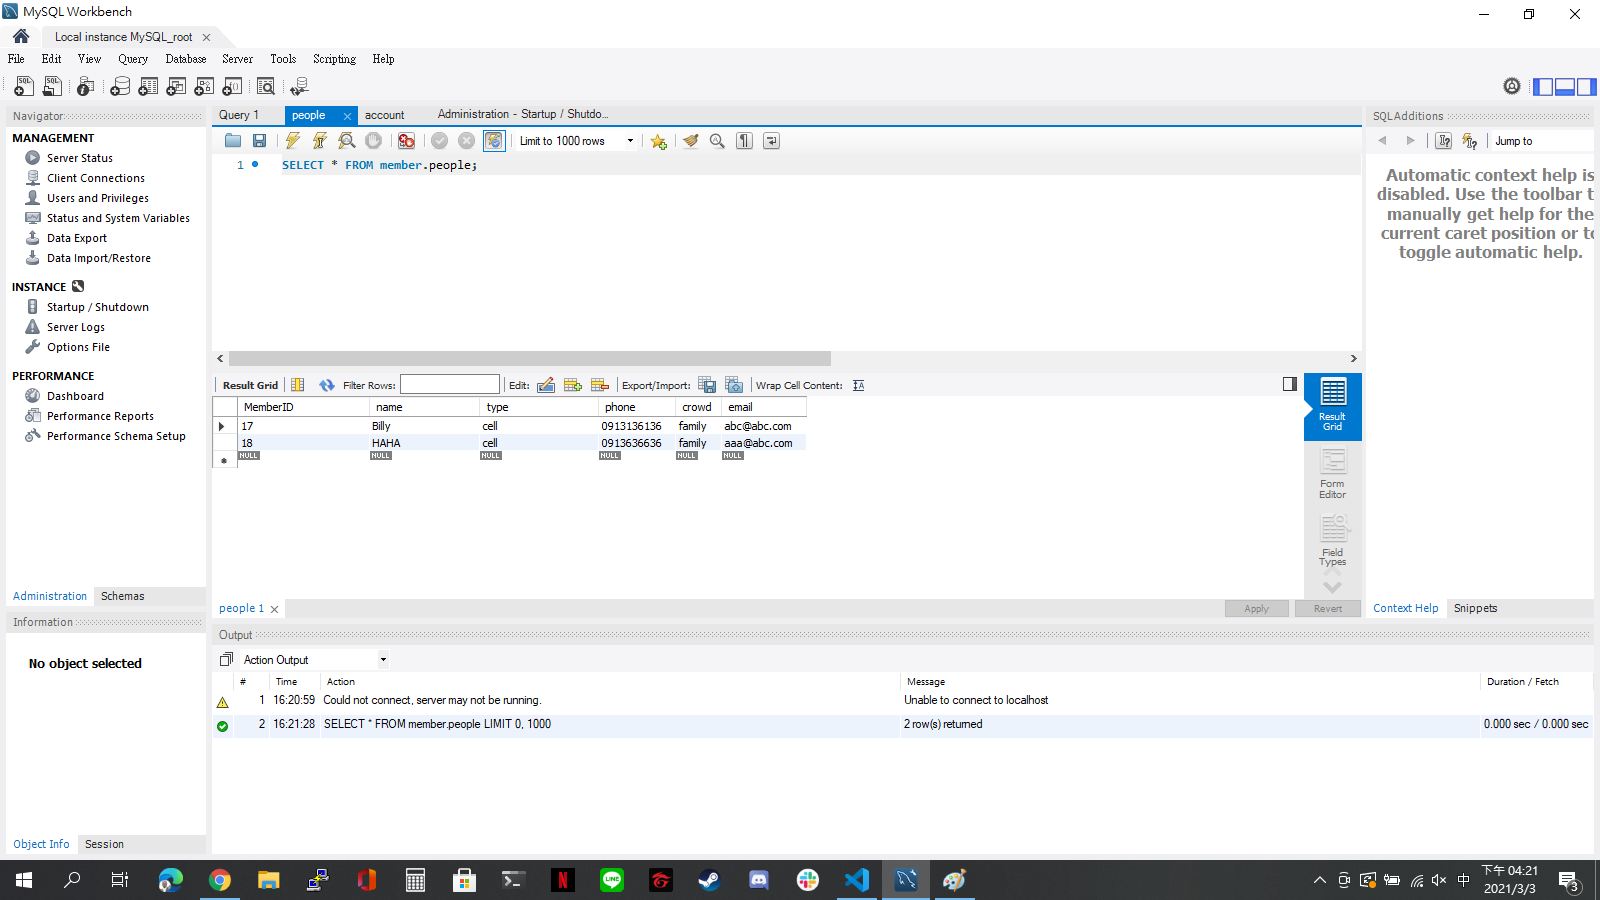 MySQL Workbench
Local instance MySQL_root
File Edit View Query Database Server Tools Scripting Help
Navigator
MANAGEMENT
Server Status
Client Connections
Users and Privileges
Status and System Variables
Data Export
Data Import/Restore
INSTANCE
Startup / Shutdown
Server Logs
Options File
PERFORMANCE
Dashboard
Performance Reports
Performance Schema Setup
Administration Schemas
Information
No object selected
Object Info Session
Query 1 people account Administration - Startup / Shutdo...
Limit to 1000 rows
1 SELECT * FROM member.people;
Result Grid Filter Rows: Edit: Export/Import: Wrap Cell Content:
MemberID name type phone crowd email
17 Billy cell 0913136136 family abc@abc.com
18 HAHA cell 0913636636 family aaa@abc.com
NULL NULL NULL NULL NULL NULL
Result
Grid
Form
Editor
Field
Types
people 1
Apply Revert
SQLAdditions
Jump to
Automatic context help is
disabled. Use the toolbar t
manually get help for the
current caret position or to
toggle automatic help.
Context Help Snippets
Output
Action Output
# Time Action Message Duration / Fetch
1 16:20:59 Could not connect, server may not be running. Unable to connect to localhost
2 16:21:28 SELECT * FROM member.people LIMIT 0, 1000 2 row(s) returned 0.000 sec / 0.000 sec
中
下午 04:21
2021/3/3
3